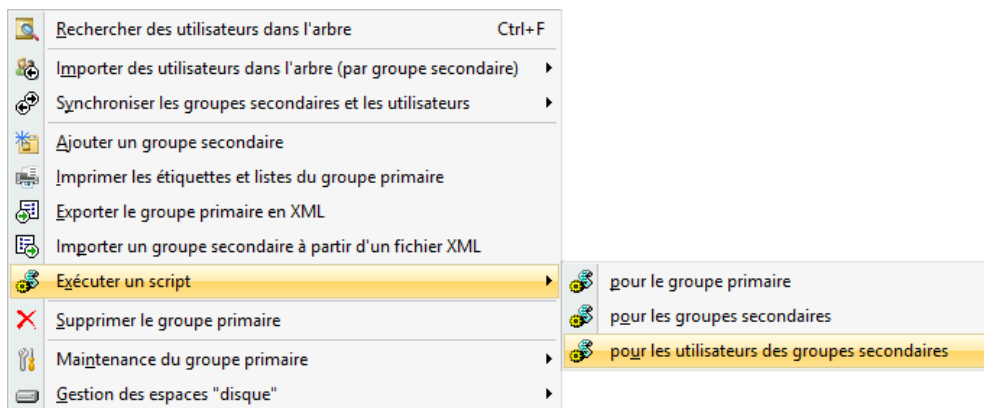 Rechercher des utilisateurs dans l'arbre Ctrl+F
Importer des utilisateurs dans l'arbre (par groupe secondaire)
Synchroniser les groupes secondaires et les utilisateurs
Ajouter un groupe secondaire
Imprimer les étiquettes et listes du groupe primaire
Exporter le groupe primaire en XML
Importer un groupe secondaire à partir d'un fichier XML
Exécuter un script
pour le groupe primaire
pour les groupes secondaires
pour les utilisateurs des groupes secondaires
Supprimer le groupe primaire
Maintenance du groupe primaire
Gestion des espaces "disque"